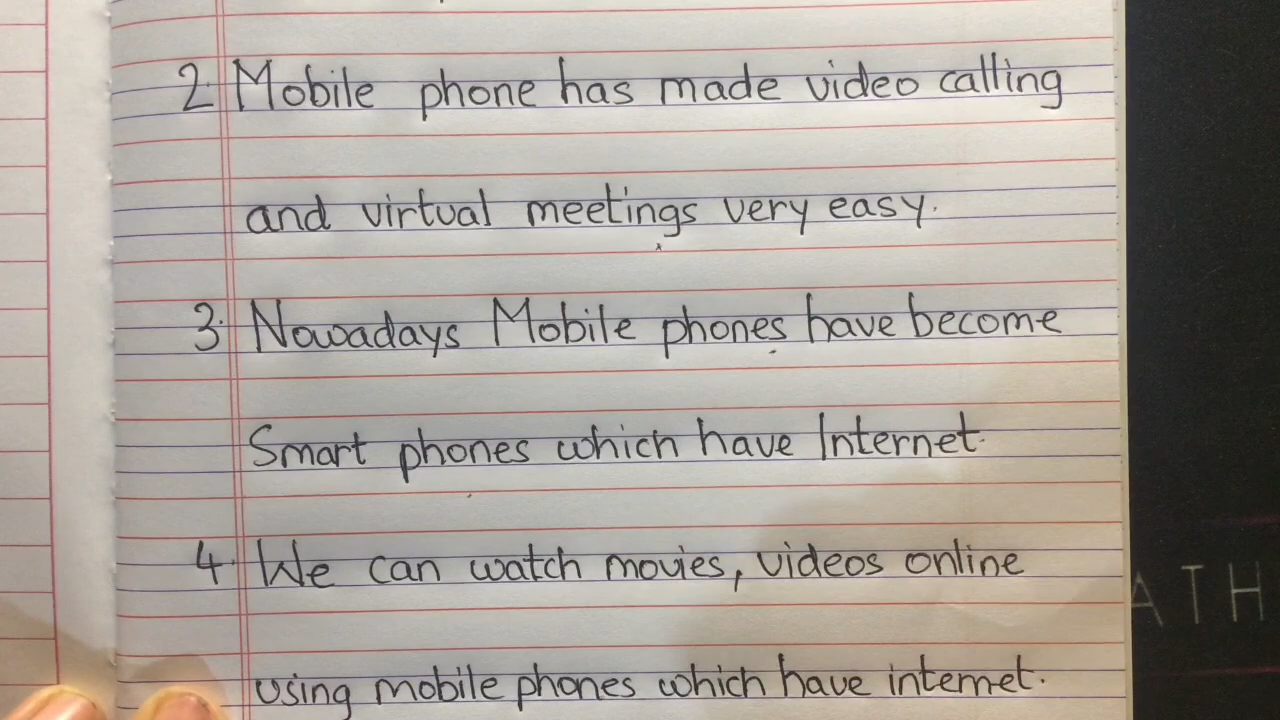 2. Mobile phone has made video calling
and virtual meetings very easy.
3. Nowadays Mobile phones have become
Smart phones which have Internet.
4. We can watch movies, videos online
using mobile phones which have internet.
ATH